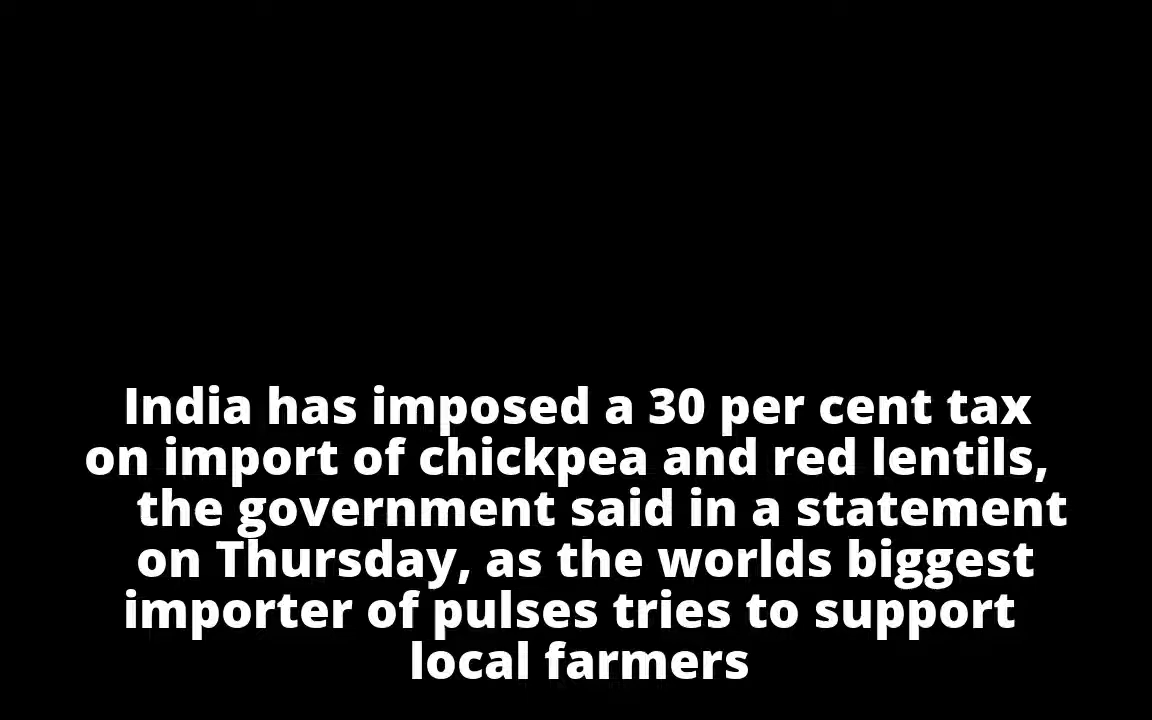 India has imposed a 30 per cent tax
on import of chickpea and red lentils,
the government said in a statement
on Thursday, as the worlds biggest
importer of pulses tries to support
local farmers